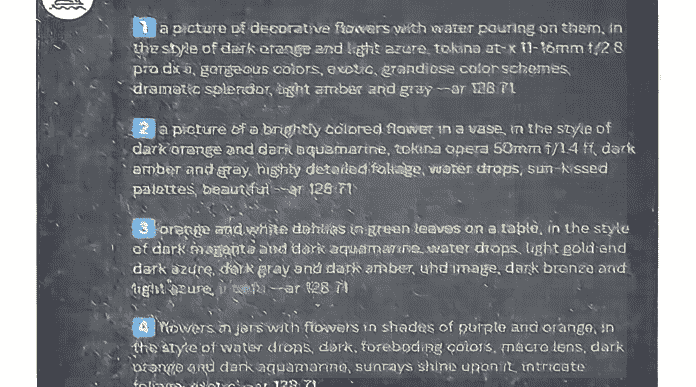 1 a picture of decorative flowers with water pouring on them, in
the style of dark orange and light azure, tokina at-x 11-16mm f/2 8
pro dx ii, gorgeous colors, exotic, grandiose color schemes,
dramatic splendor, light amber and gray --ar 128 71
2 a picture of a brightly colored flower in a vase, in the style of
dark orange and dark aquamarine, tokina opera 50mm f/1.4 ff, dark
amber and gray, highly detailed foliage, water drops, sun-kissed
palettes, beautiful --ar 128:71
3 orange and white dahlias in green leaves on a table, in the style
of dark magenta and dark aquamarine, water drops, light gold and
dark azure, dark gray and dark amber, uhd image, dark bronze and
light azure, --ar 128 71
4 flowers in jars with flowers in shades of purple and orange, in
the style of water drops, dark, foreboding colors, macro lens, dark
orange and dark aquamarine, sunrays shine upon it, intricate
foliage, --ar 128 71